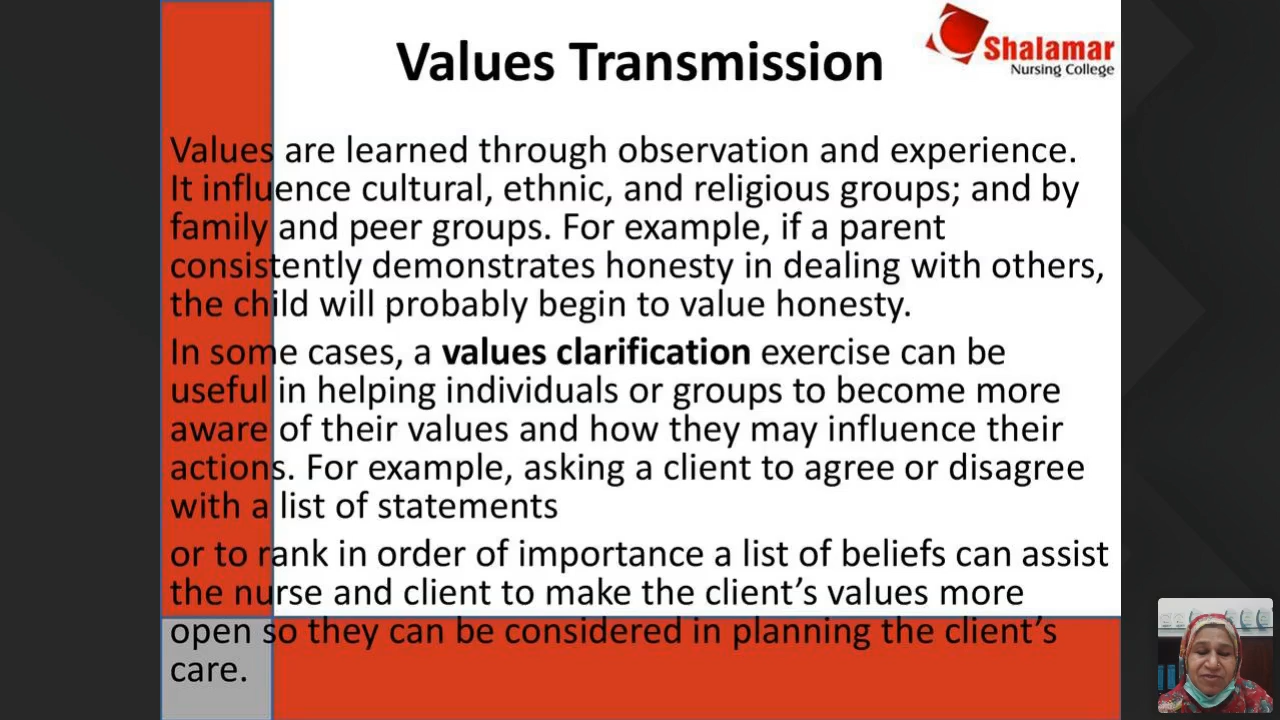 Values Transmission
Shalamar
Nursing College
Values are learned through observation and experience.
It influence cultural, ethnic, and religious groups; and by
family and peer groups. For example, if a parent
consistently demonstrates honesty in dealing with others,
the child will probably begin to value honesty.
In some cases, a values clarification exercise can be
useful in helping individuals or groups to become more
aware of their values and how they may influence their
actions. For example, asking a client to agree or disagree
with a list of statements
or to rank in order of importance a list of beliefs can assist
the nurse and client to make the client’s values more
open so they can be considered in planning the client’s
care.